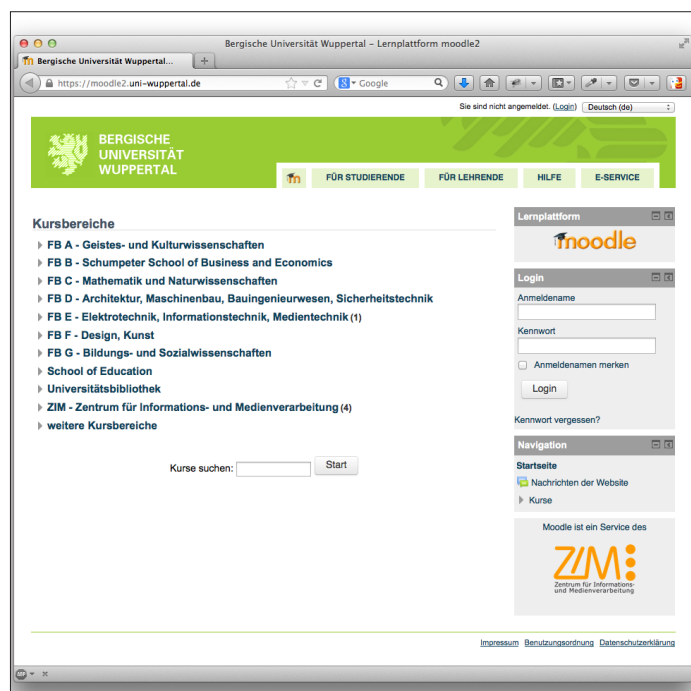 Bergische Universität Wuppertal – Lernplattform moodle2
Bergische Universität Wuppertal...
https://moodle2.uni-wuppertal.de
Google
Sie sind nicht angemeldet. (Login) Deutsch (de)
BERGISCHE
UNIVERSITÄT
WUPPERTAL
m FÜR STUDIERENDE FÜR LEHRENDE HILFE E-SERVICE
Kursbereiche
FB A - Geistes- und Kulturwissenschaften
FB B - Schumpeter School of Business and Economics
FB C - Mathematik und Naturwissenschaften
FB D - Architektur, Maschinenbau, Bauingenieurwesen, Sicherheitstechnik
FB E - Elektrotechnik, Informationstechnik, Medientechnik (1)
FB F - Design, Kunst
FB G - Bildungs- und Sozialwissenschaften
School of Education
Universitätsbibliothek
ZIM - Zentrum für Informations- und Medienverarbeitung (4)
weitere Kursbereiche
Kurse suchen: Start
Lernplattform
moodle
Login
Anmeldename
Kennwort
Anmeldenamen merken
Login
Kennwort vergessen?
Navigation
Startseite
Nachrichten der Website
Kurse
Moodle ist ein Service des
ZIM
Zentrum für Informations-
und Medienverarbeitung
Impressum Benutzungsordnung Datenschutzerklärung